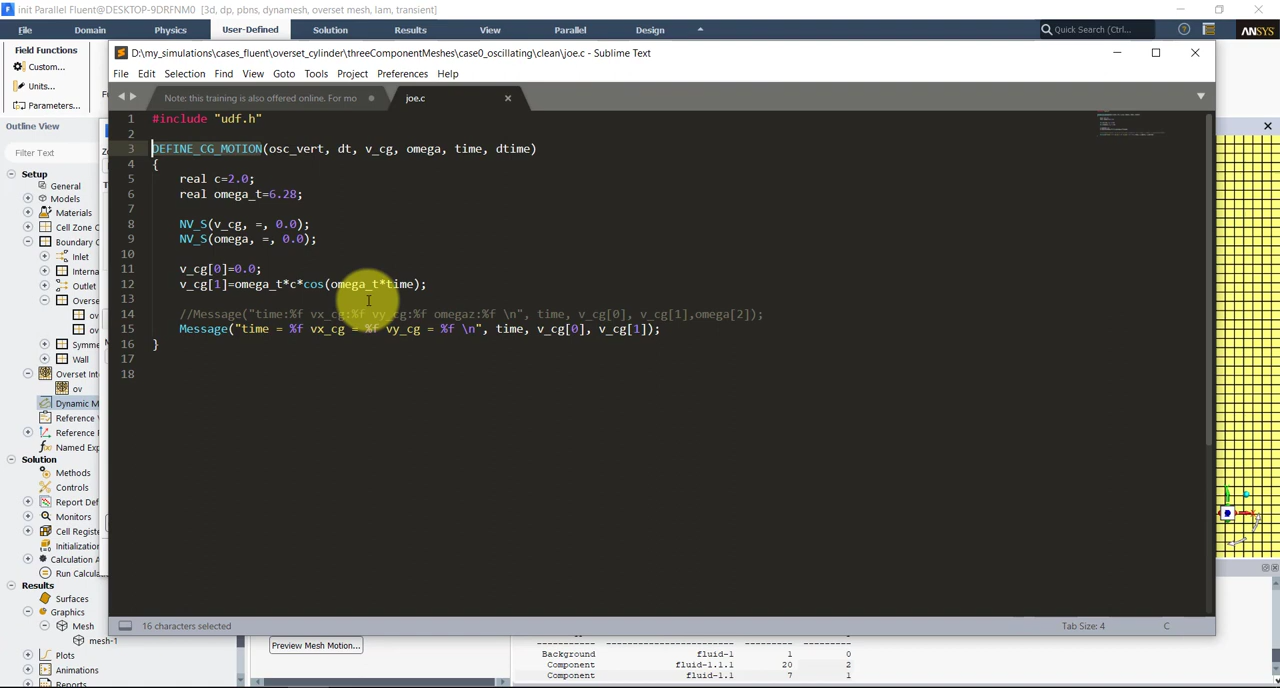 init Parallel Fluent@DESKTOP-9DRFNM0 [3d, dp, pbns, dynamesh, overset mesh, lam, transient]
File
Domain
Physics
User-Defined
Solution
Results
View
Parallel
Design
Quick Search (Ctrl...
ANSYS
Field Functions
Custom...
Units...
Parameters...
Outline View
Filter Text
D:\my_simulations\cases_fluent\overset_cylinder\threeComponentMeshes\case0_oscillating\clean\joe.c - Sublime Text
File Edit Selection Find View Goto Tools Project Preferences Help
Note: this training is also offered online. For mo
joe.c
1 #include "udf.h"
2
3 DEFINE_CG_MOTION(osc_vert, dt, v_cg, omega, time, dtime)
4 {
5 real c=2.0;
6 real omega_t=6.28;
7
8 NV_S(v_cg, =, 0.0);
9 NV_S(omega, =, 0.0);
10
11 v_cg[0]=0.0;
12 v_cg[1]=omega_t*c*cos(omega_t*time);
13
14 //Message("time:%f vx_cg:%f vy_cg:%f omegaz:%f \n", time, v_cg[0], v_cg[1],omega[2]);
15 Message("time = %f vx_cg = %f vy_cg = %f \n", time, v_cg[0], v_cg[1]);
16 }
17
18
Setup
General
Models
Materials
Cell Zone C
Boundary C
Inlet
Interna
Outlet
Overse
ov
ov
Symme
Wall
Overset Int
ov
Dynamic M
Reference V
Reference F
Named Exp
Solution
Methods
Controls
Report Def
Monitors
Cell Registe
Initialization
Calculation A
Run Calcula
Results
Surfaces
Graphics
Mesh
mesh-1
Plots
Animations
Reports
16 characters selected
Tab Size: 4
C
Preview Mesh Motion...
Background fluid-1 1 0
Component fluid-1.1.1 20 2
Component fluid-1.1 7 1